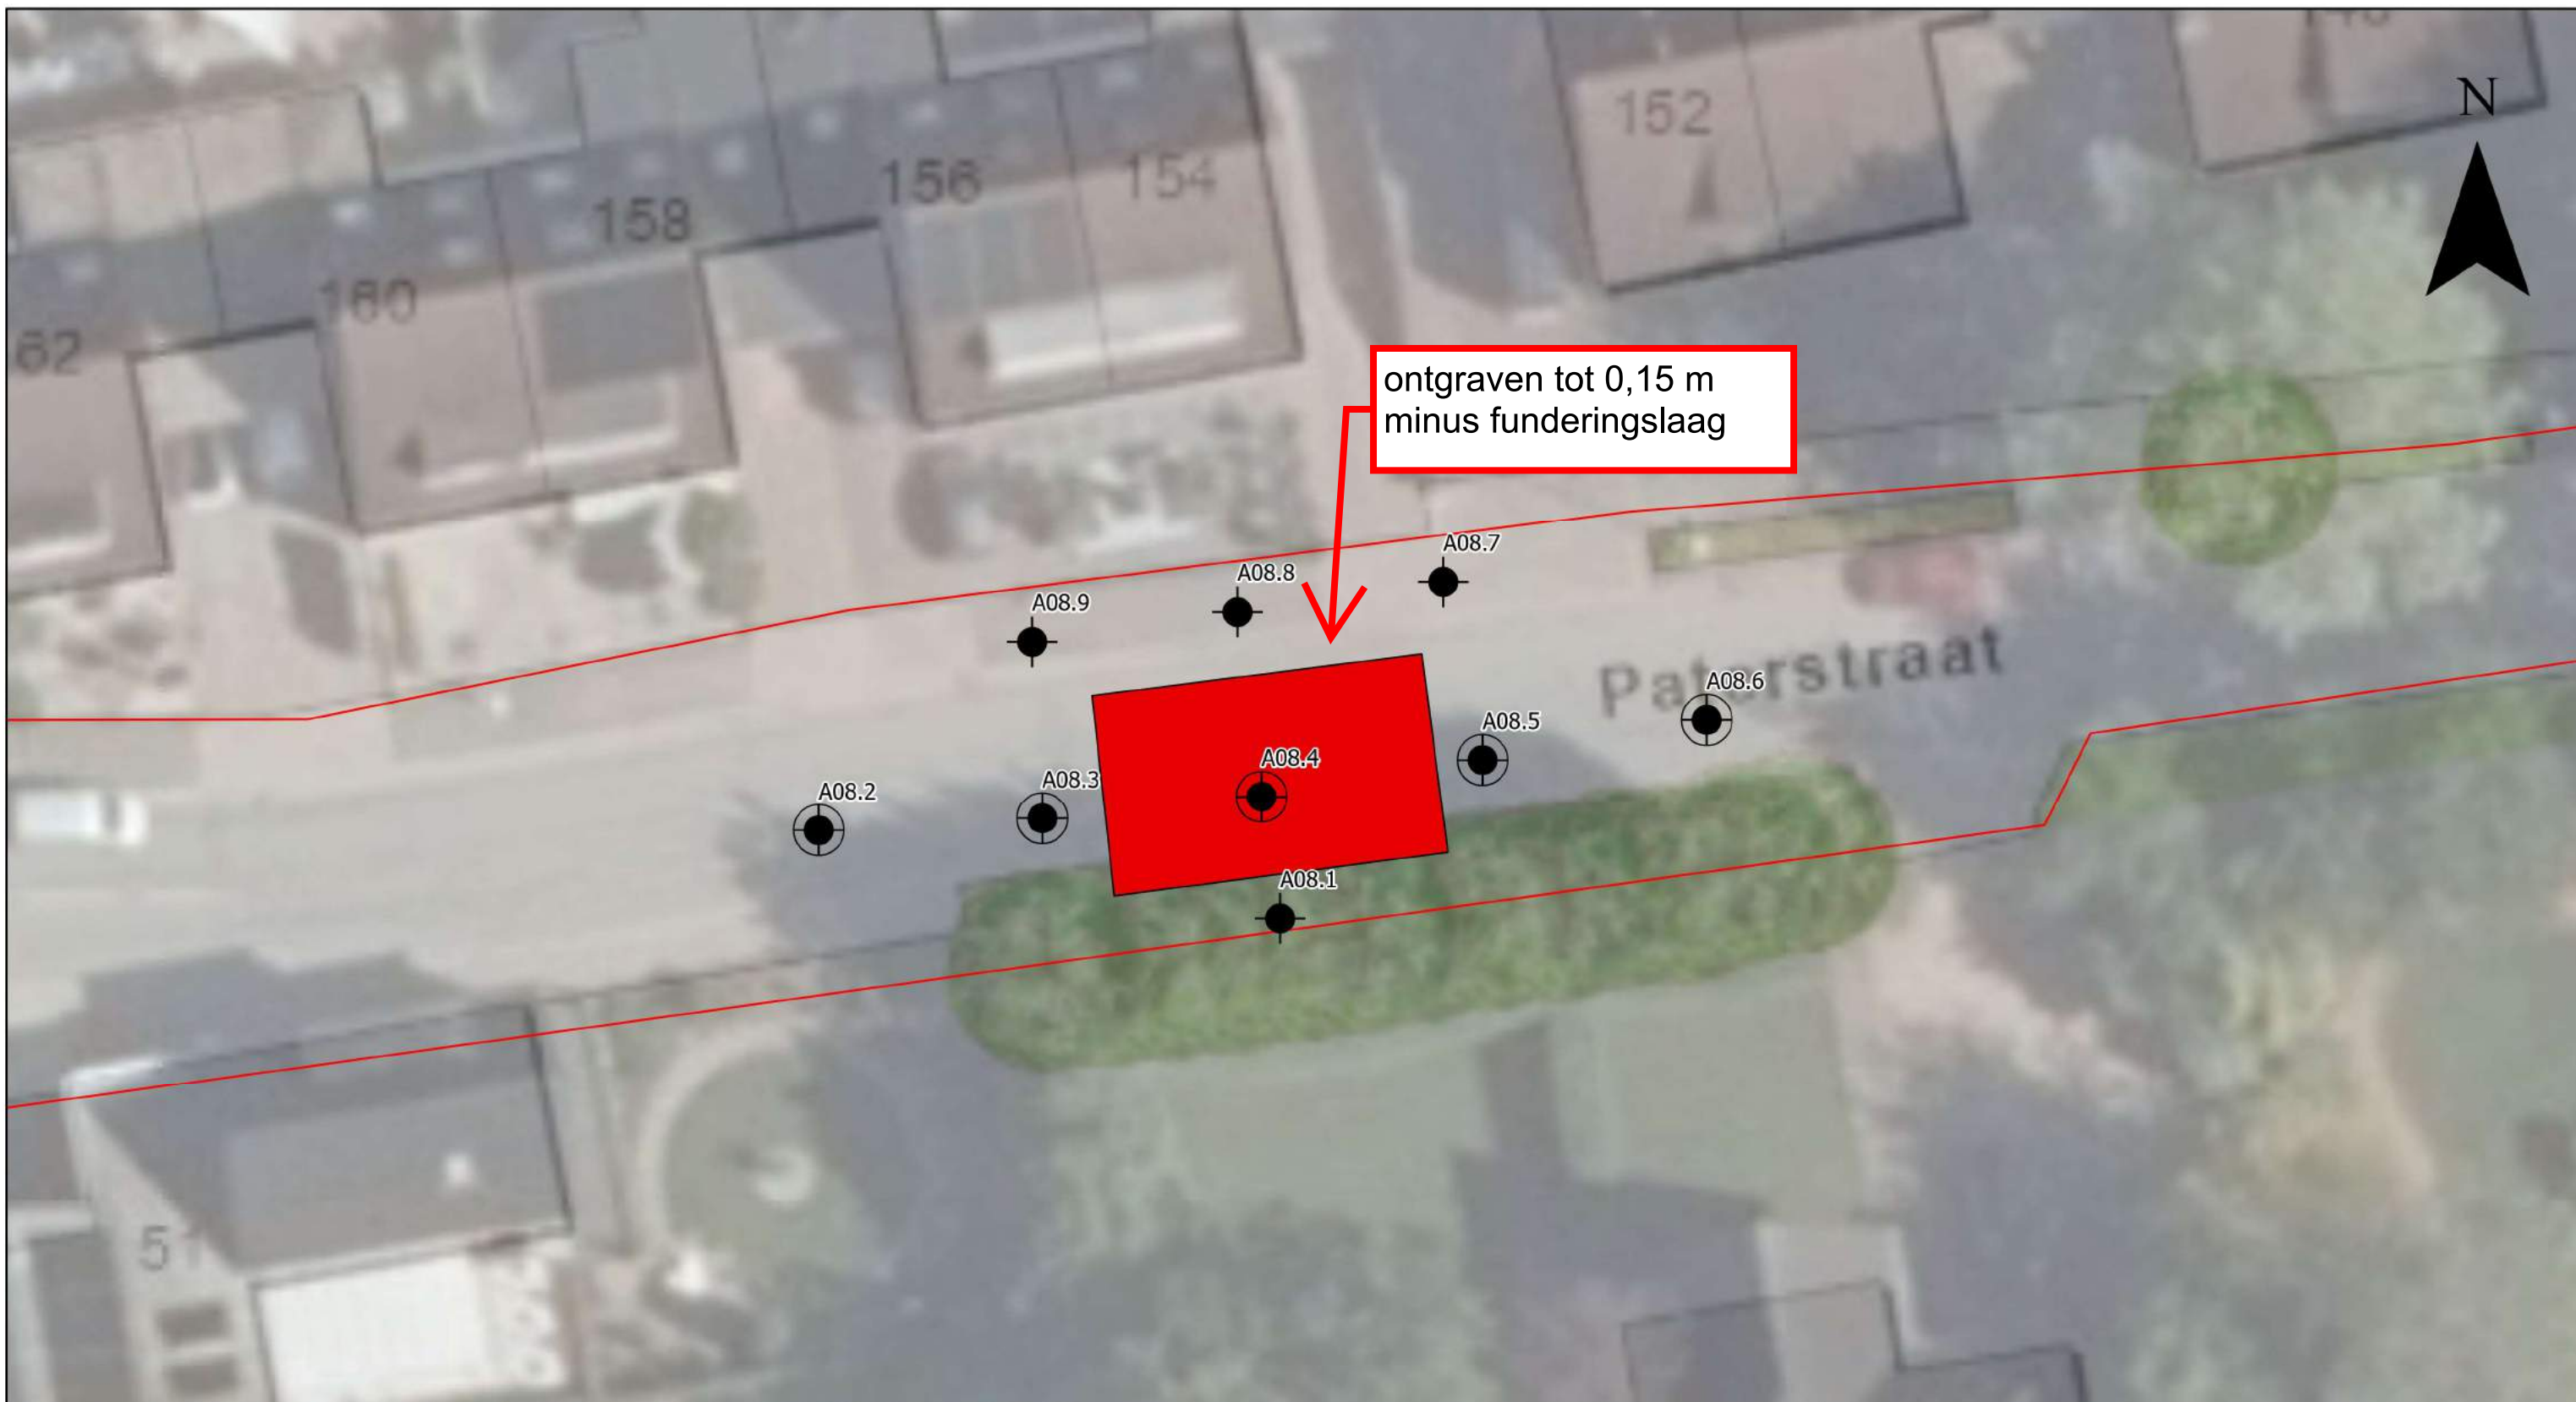 N
152
156
154
158
160
62
ontgraven tot 0,15 m
minus funderingslaag
A08.7
A08.8
A08.9
Paterstraat
A08.6
A08.5
A08.4
A08.3
A08.2
A08.1
51